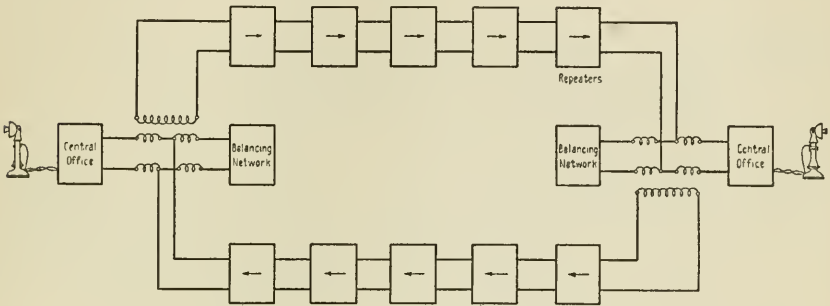 Repeaters
Central
Office
Balancing
Network
Balancing
Network
Central
Office